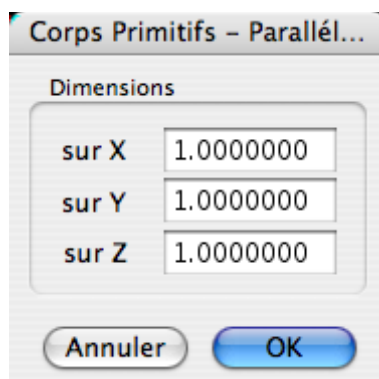 Corps Primitifs – Parallél...
Dimensions
sur X 1.0000000
sur Y 1.0000000
sur Z 1.0000000
Annuler OK